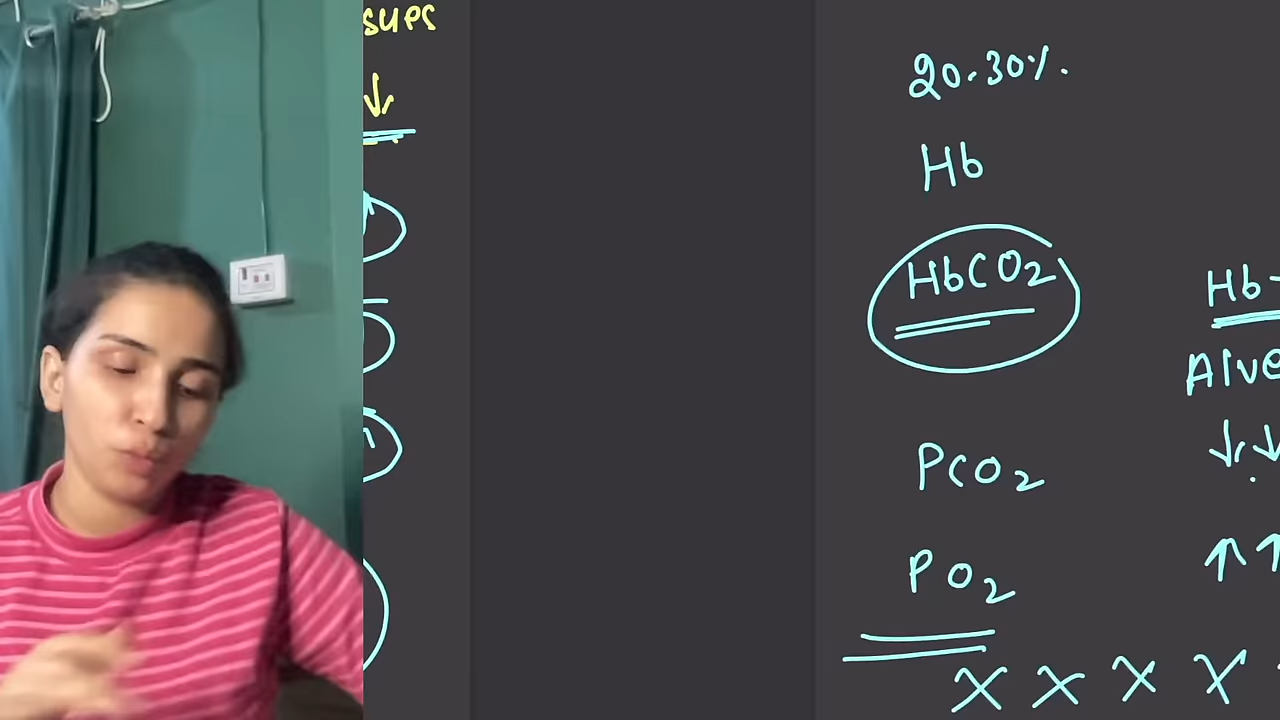 sues
↓
20-30%.
Hb
HbCO2
Hb-
Alve
PCO2 ↓↓
PO2 ↑↑
X X X X